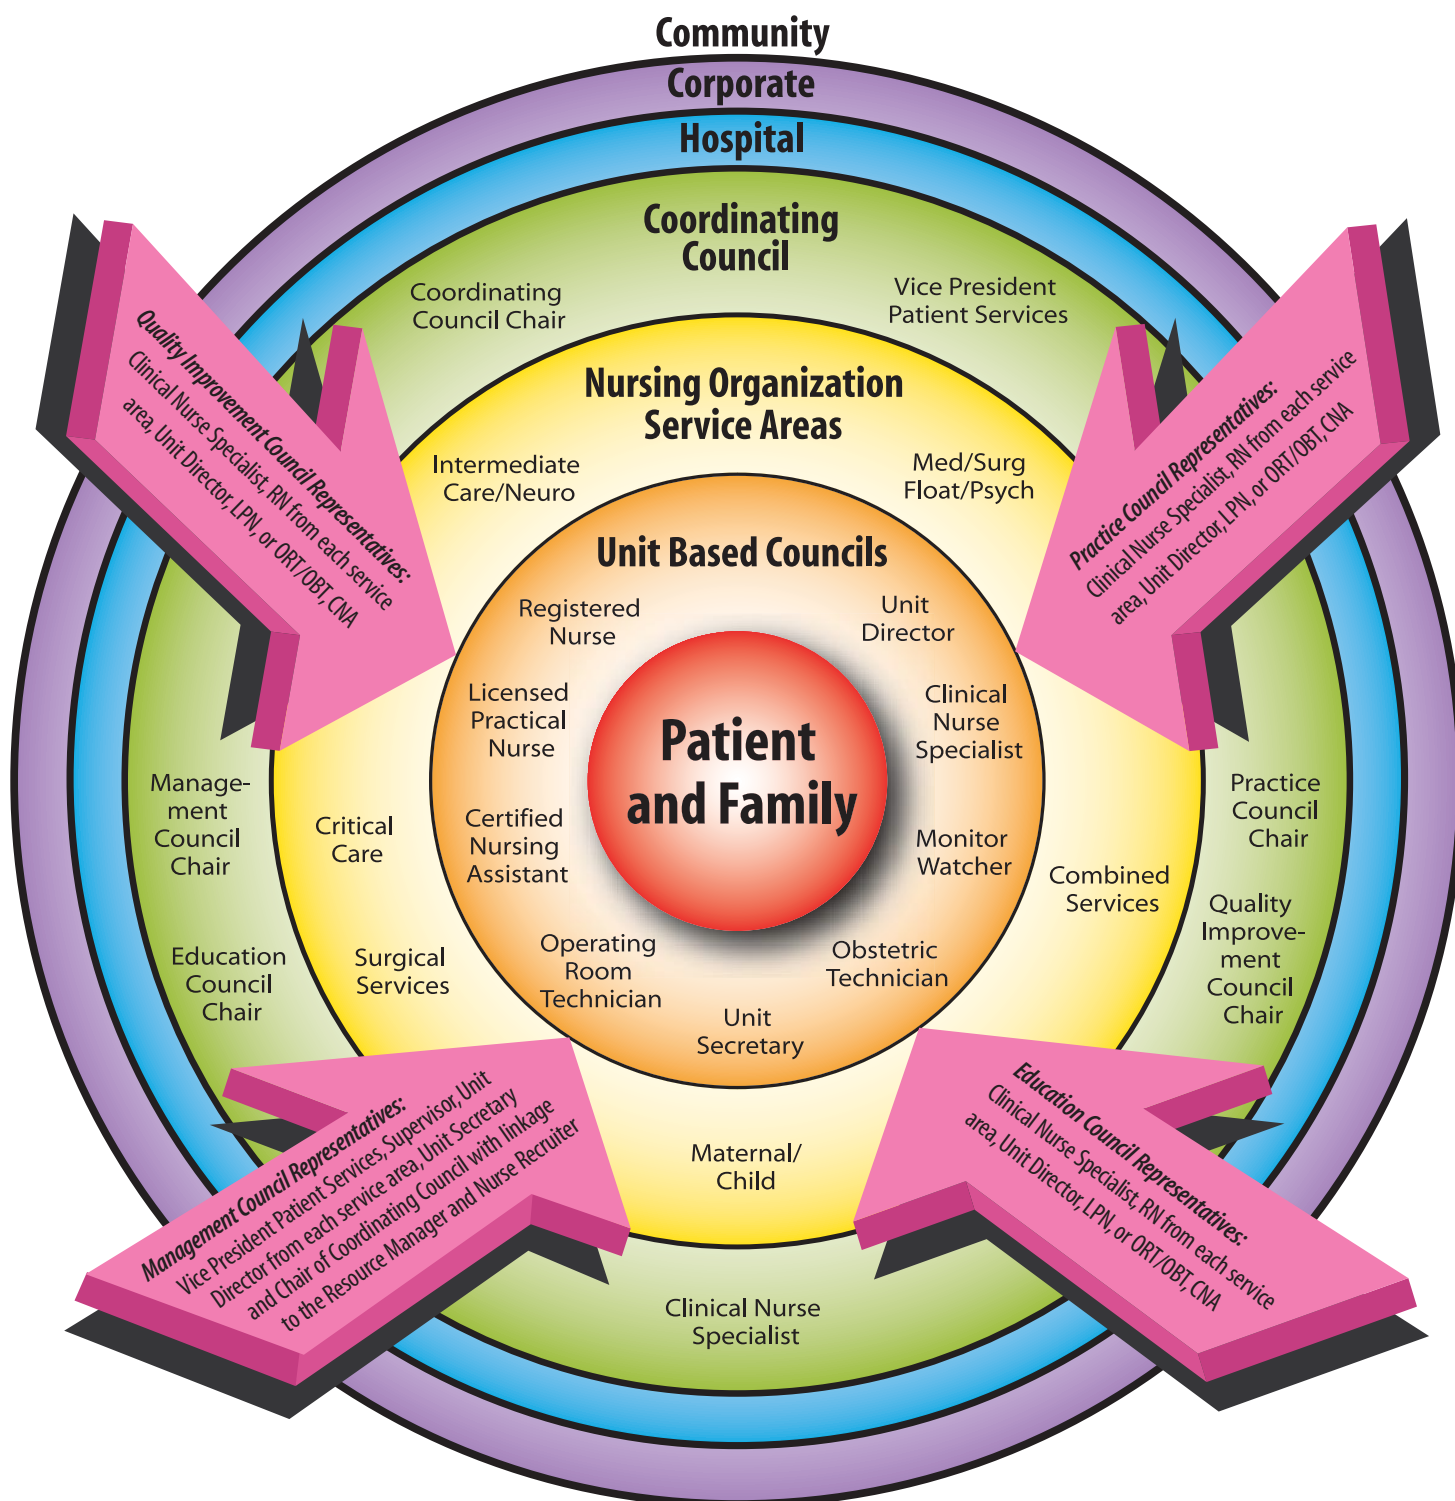 Community
Corporate
Hospital
Coordinating
Council
Coordinating
Council Chair
Vice President
Patient Services
Nursing Organization
Service Areas
Intermediate
Care/Neuro
Med/Surg
Float/Psych
Unit Based Councils
Registered
Nurse
Unit
Director
Licensed
Practical
Nurse
Clinical
Nurse
Specialist
Patient
and Family
Certified
Nursing
Assistant
Monitor
Watcher
Operating
Room
Technician
Obstetric
Technician
Unit
Secretary
Manage-
ment
Council
Chair
Critical
Care
Combined
Services
Practice
Council
Chair
Education
Council
Chair
Surgical
Services
Quality
Improve-
ment
Council
Chair
Maternal/
Child
Clinical Nurse
Specialist
Quality Improvement Council Representatives:
Clinical Nurse Specialist, RN from each service
area, Unit Director, LPN, or ORT/OBT, CNA
Practice Council Representatives:
Clinical Nurse Specialist, RN from each service
area, Unit Director, LPN, or ORT/OBT, CNA
Management Council Representatives:
Vice President Patient Services, Supervisor, Unit
Director from each service area, Unit Secretary
and Chair of Coordinating Council with linkage
to the Resource Manager and Nurse Recruiter
Education Council Representatives:
Clinical Nurse Specialist, RN from each service
area, Unit Director, LPN, or ORT/OBT, CNA